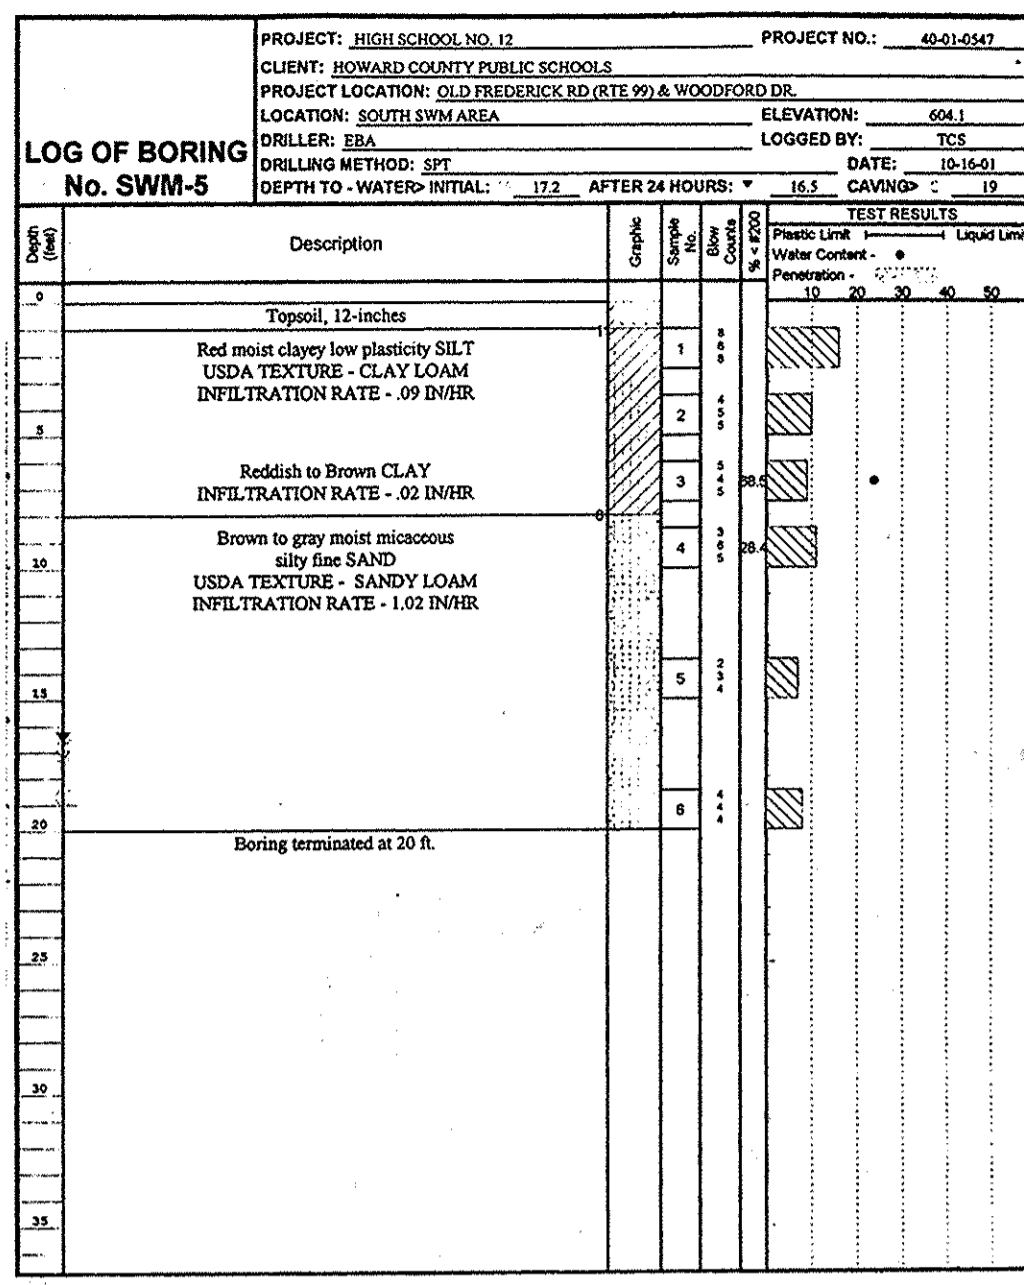 LOG OF BORING
No. SWM-5
PROJECT: HIGH SCHOOL NO. 12 PROJECT NO.: 40-01-0547
CLIENT: HOWARD COUNTY PUBLIC SCHOOLS
PROJECT LOCATION: OLD FREDERICK RD (RTE 99) & WOODFORD DR.
LOCATION: SOUTH SWM AREA ELEVATION: 604.1
DRILLER: EBA LOGGED BY: TCS
DRILLING METHOD: SPT DATE: 10-16-01
DEPTH TO - WATER> INITIAL: 17.2 AFTER 24 HOURS: 16.5 CAVING> 19
Depth (feet)
Description
Graphic
Sample No.
Blow Counts
% < #200
TEST RESULTS
Plastic Limit Liquid Limit
Water Content -
Penetration -
10 20 30 40 50
0
Topsoil, 12-inches
1
Red moist clayey low plasticity SILT
USDA TEXTURE - CLAY LOAM
INFILTRATION RATE - .09 IN/HR
1
2 4 5 5
5
Reddish to Brown CLAY
INFILTRATION RATE - .02 IN/HR
3 5 4 5
8
Brown to gray moist micaceous
silty fine SAND
USDA TEXTURE - SANDY LOAM
INFILTRATION RATE - 1.02 IN/HR
4 3 6 5 28.4
10
5 2 3 4
15
6 4 4 4
20
Boring terminated at 20 ft.
25
30
35